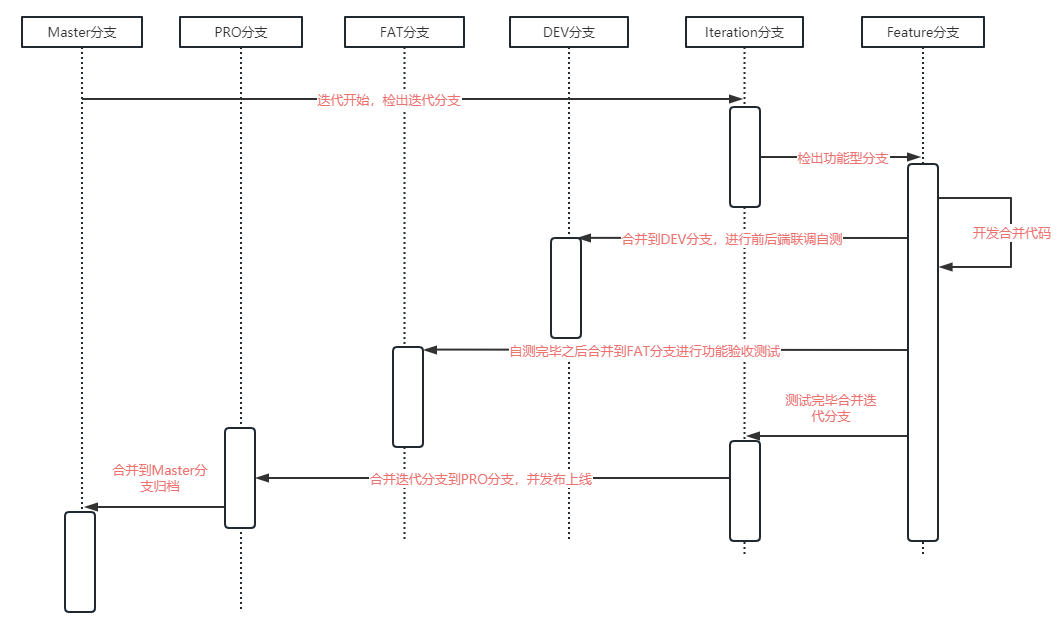 Master分支
PRO分支
FAT分支
DEV分支
Iteration分支
Feature分支
迭代开始，检出迭代分支
检出功能型分支
开发合并代码
合并到DEV分支，进行前后端联调自测
自测完毕之后合并到FAT分支进行功能验收测试
测试完毕合并迭
代分支
合并迭代分支到PRO分支，并发布上线
合并到Master分
支归档